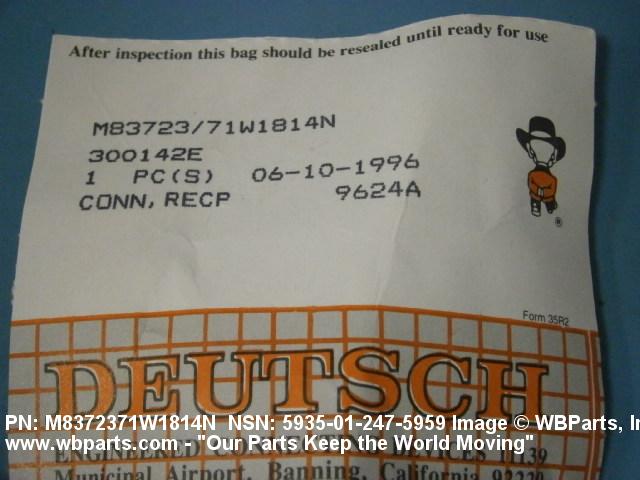 After inspection this bag should be resealed until ready for use
M83723/71W1814N
300142E
1 PC(S) 06-10-1996
CONN, RECP 9624A
®
Form 35R2
DEUTSCH
PN: M8372371W1814N NSN: 5935-01-247-5959 Image © WBParts, In
www.wbparts.com - "Our Parts Keep the World Moving"
ENGINEERED
Municipal Airport, Banning, California 92220